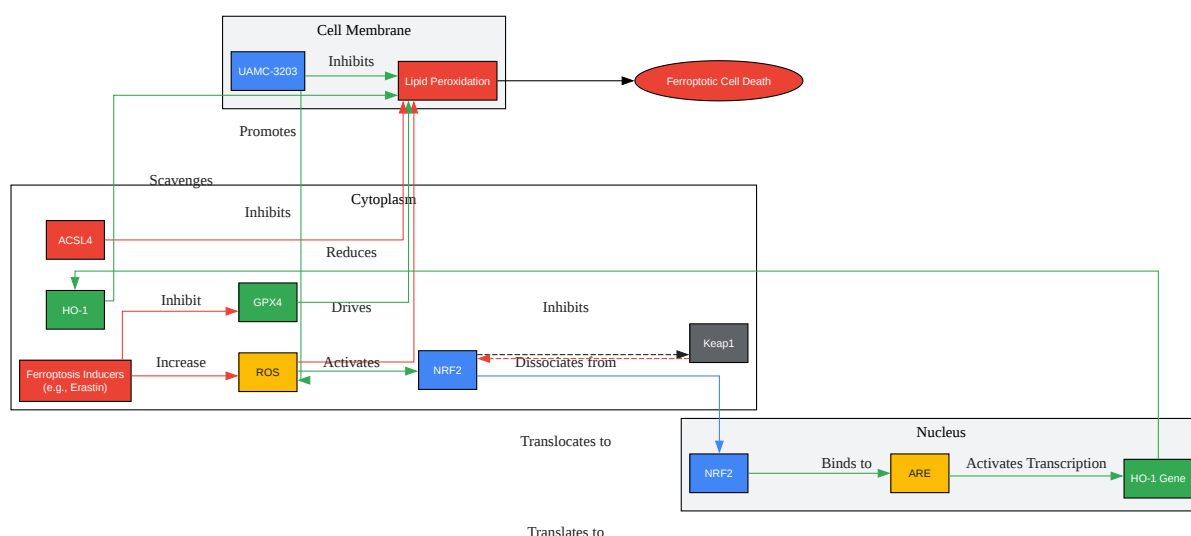 Cell Membrane
UAMC-3203
Inhibits
Lipid Peroxidation
Ferroptotic Cell Death
Promotes
Scavenges
Cytoplasm
Inhibits
ACSL4
Reduces
HO-1
Inhibit
GPX4
Drives
Inhibits
Keap1
Ferroptosis Inducers
(e.g., Erastin)
Increase
ROS
Activates
NRF2
Dissociates from
Translocates to
Nucleus
NRF2
Binds to
ARE
Activates Transcription
HO-1 Gene
Translates to